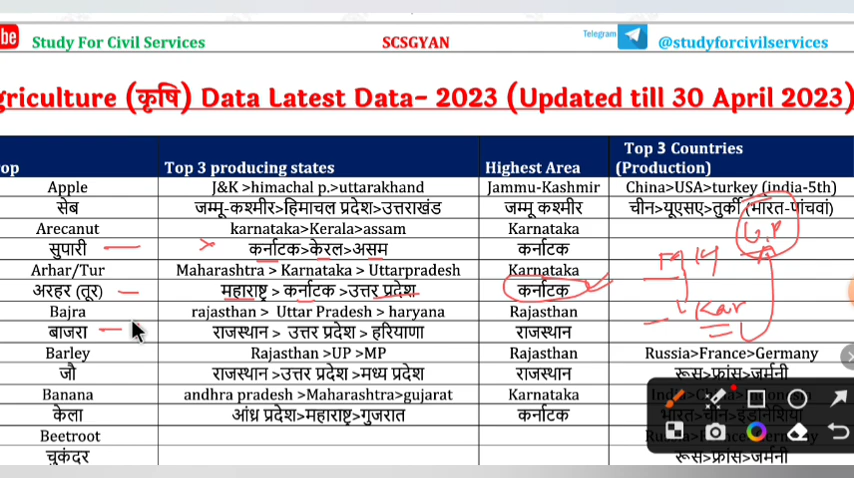 be Study For Civil Services SCSGYAN Telegram @studyforcivilservices
griculture (कृषि) Data Latest Data- 2023 (Updated till 30 April 2023)
op Top 3 producing states Highest Area Top 3 Countries (Production)
Apple J&K >himachal p.>uttarakhand Jammu-Kashmir China>USA>turkey (india-5th)
सेब जम्मू-कश्मीर>हिमाचल प्रदेश>उत्तराखंड जम्मू कश्मीर चीन>यूएसए>तुर्की (भारत-पांचवां)
Arecanut karnataka>Kerala>assam Karnataka
सुपारी कर्नाटक>केरल>असम कर्नाटक
Arhar/Tur Maharashtra > Karnataka > Uttarpradesh Karnataka
अरहर (तूर) महाराष्ट्र > कर्नाटक >उत्तर प्रदेश कर्नाटक
Bajra rajasthan > Uttar Pradesh > haryana Rajasthan Kar
बाजरा राजस्थान > उत्तर प्रदेश > हरियाणा राजस्थान
Barley Rajasthan >UP >MP Rajasthan Russia>France>Germany
जौ राजस्थान>उत्तर प्रदेश >मध्य प्रदेश राजस्थान रूस>फ्रांस>जर्मनी
Banana andhra pradesh >Maharashtra>gujarat Karnataka
केला आंध्र प्रदेश>महाराष्ट्र>गुजरात कर्नाटक
Beetroot
चुकंदर रूस>फ्रांस>जर्मनी